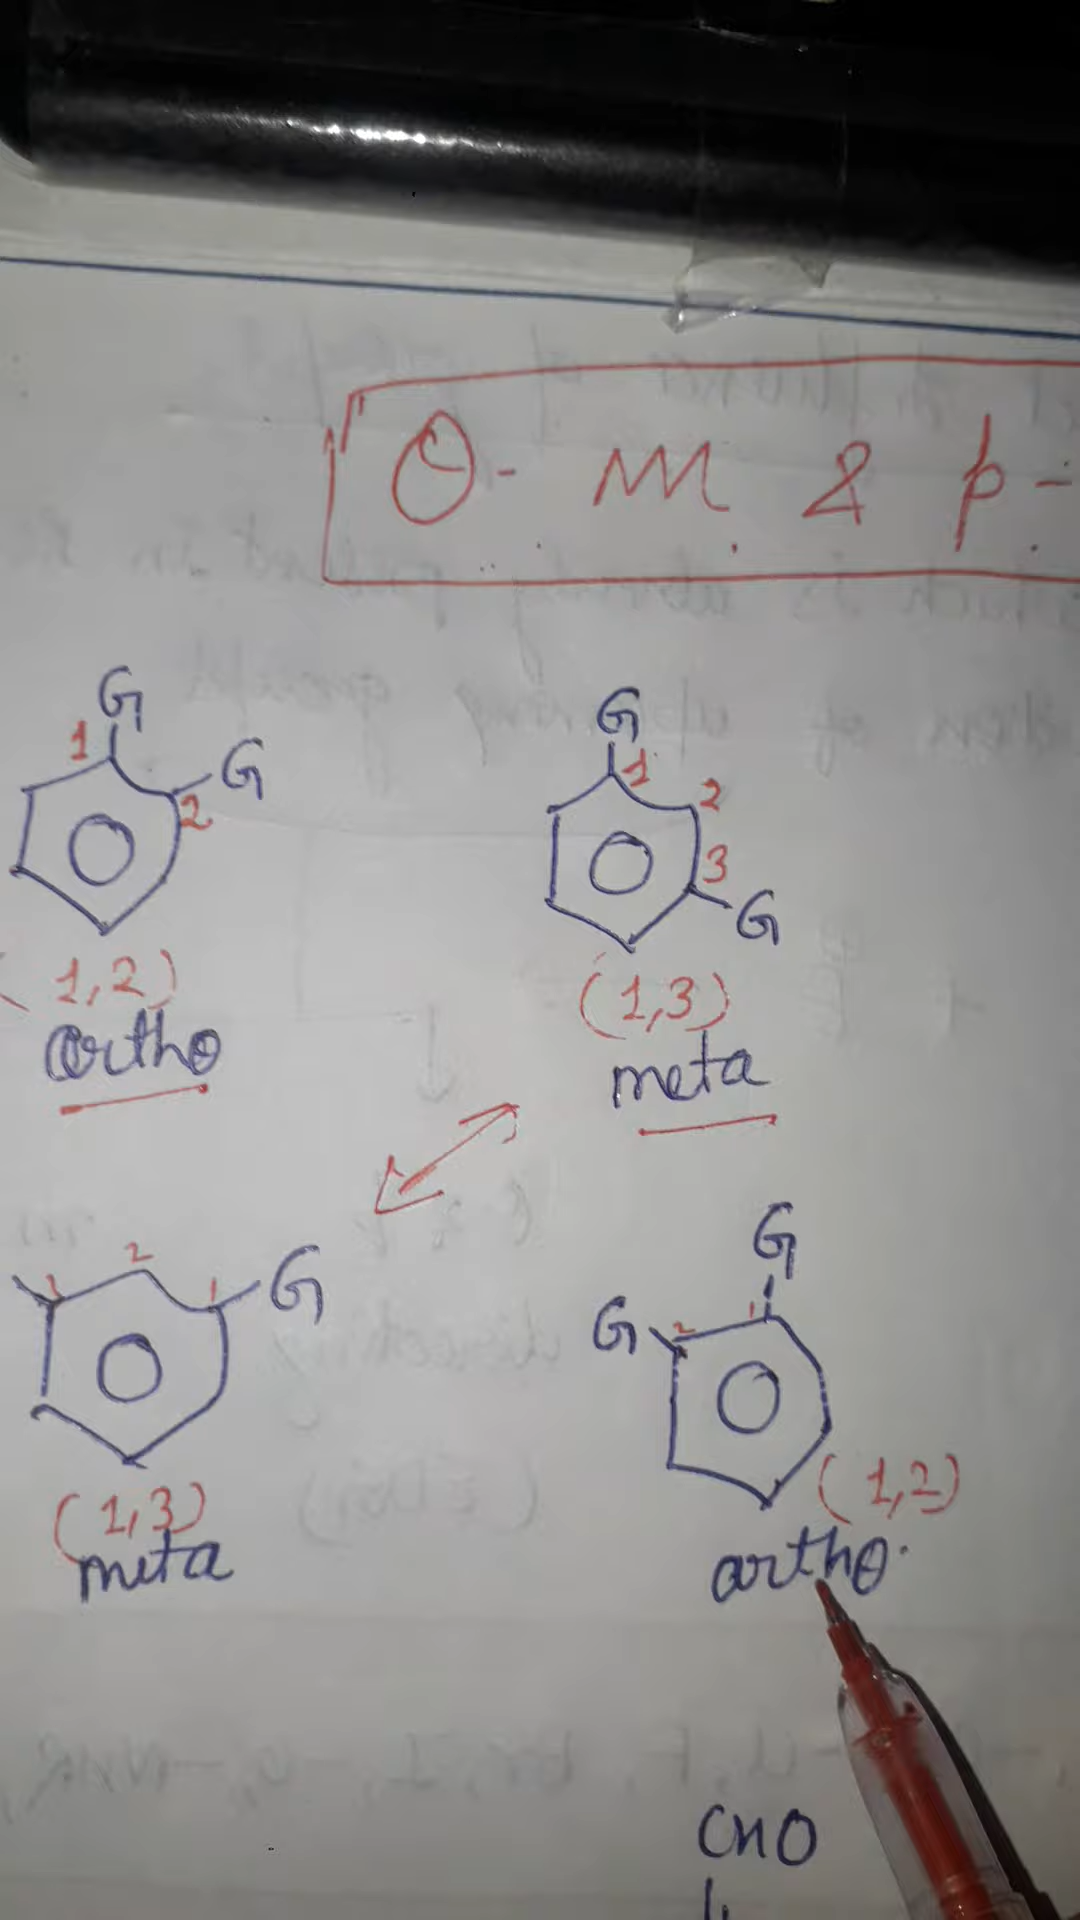 O- m & p-
G
1 G
2
(1,2)
ortho
G
1 2
3
G
(1,3)
meta
2
3 1 G
(1,3)
meta
G
G 2 1
(1,2)
ortho
CHO